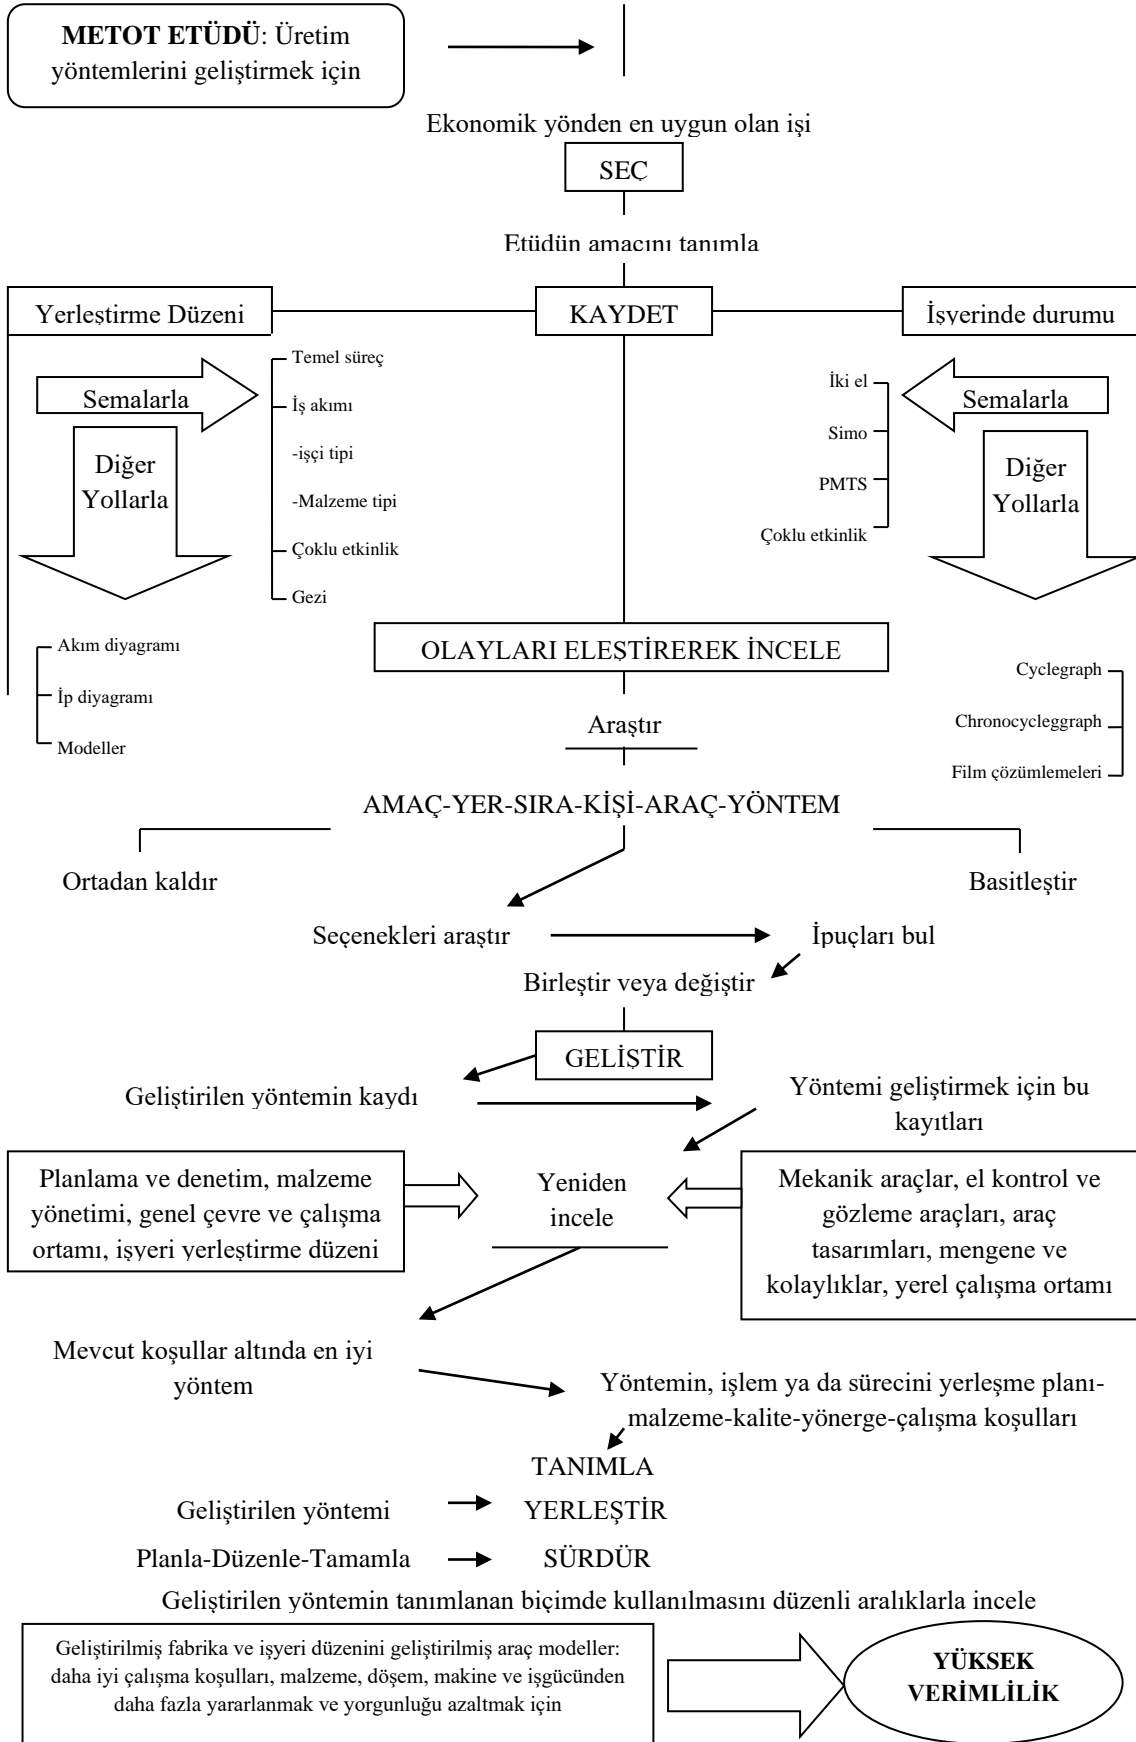 METOT ETÜDÜ: Üretim
yöntemlerini geliştirmek için
Ekonomik yönden en uygun olan işi
SEÇ
Etüdün amacını tanımla
Yerleştirme Düzeni
KAYDET
İşyerinde durumu
Şemalarla
Diğer
Yollarla
Temel süreç
İş akımı
-işçi tipi
-Malzeme tipi
Çoklu etkinlik
Gezi
İki el
Simo
PMTS
Çoklu etkinlik
Şemalarla
Diğer
Yollarla
Akım diyagramı
İp diyagramı
Modeller
OLAYLARI ELEŞTİREREK İNCELE
Cyclegraph
Chronocycleggraph
Film çözümlemeleri
Araştır
AMAÇ-YER-SIRA-KİŞİ-ARAÇ-YÖNTEM
Ortadan kaldır
Basitleştir
Seçenekleri araştır
İpuçları bul
Birleştir veya değiştir
GELİŞTİR
Geliştirilen yöntemin kaydı
Yöntemi geliştirmek için bu
kayıtları
Planlama ve denetim, malzeme
yönetimi, genel çevre ve çalışma
ortamı, işyeri yerleştirme düzeni
Yeniden
incele
Mekanik araçlar, el kontrol ve
gözleme araçları, araç
tasarımları, mengene ve
kolaylıklar, yerel çalışma ortamı
Mevcut koşullar altında en iyi
yöntem
Yöntemin, işlem ya da sürecini yerleşme planı-
malzeme-kalite-yönerge-çalışma koşulları
TANIMLA
Geliştirilen yöntemi
YERLEŞTİR
Planla-Düzenle-Tamamla
SÜRDÜR
Geliştirilen yöntemin tanımlanan biçimde kullanılmasını düzenli aralıklarla incele
Geliştirilmiş fabrika ve işyeri düzenini geliştirilmiş araç modeller:
daha iyi çalışma koşulları, malzeme, döşem, makine ve işgücünden
daha fazla yararlanmak ve yorgunluğu azaltmak için
YÜKSEK
VERİMLİLİK